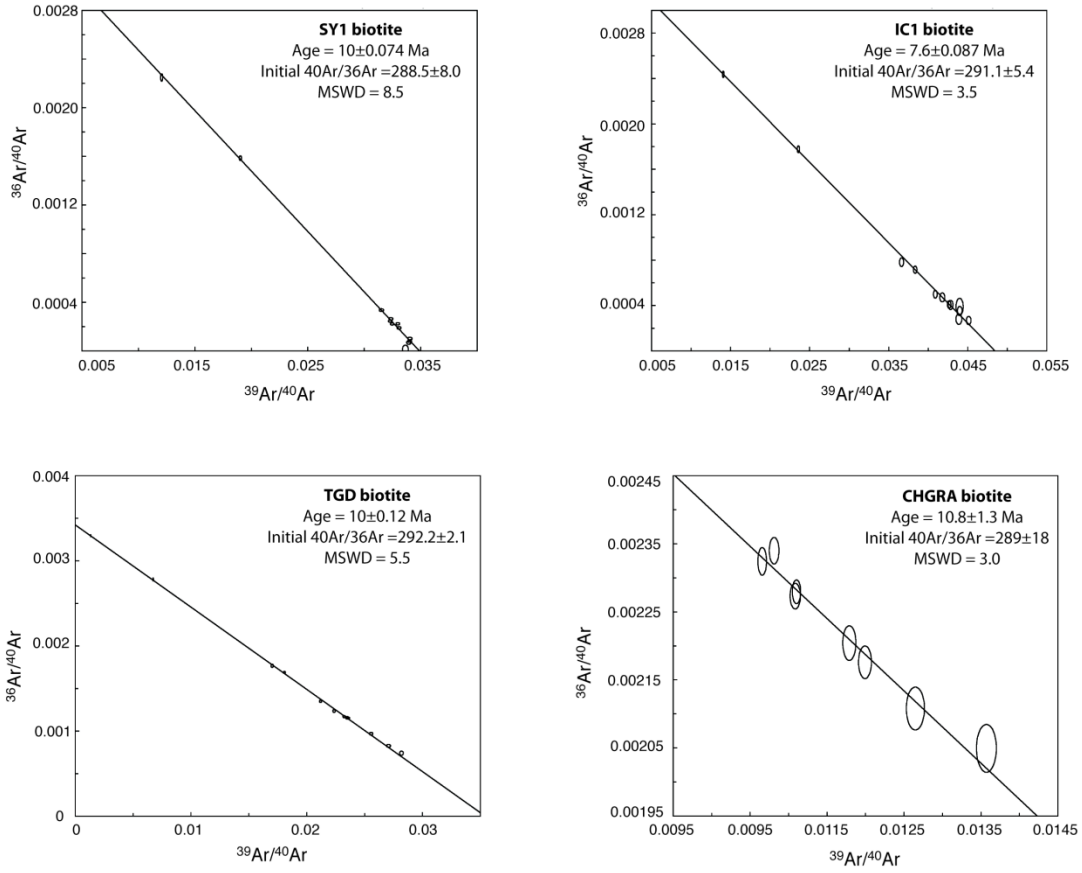 SY1 biotite
Age = 10±0.074 Ma
Initial 40Ar/36Ar =288.5±8.0
MSWD = 8.5
0.0028
0.0020
0.0012
0.0004
36Ar/40Ar
0.005
0.015
0.025
0.035
39Ar/40Ar
IC1 biotite
Age = 7.6±0.087 Ma
Initial 40Ar/36Ar =291.1±5.4
MSWD = 3.5
0.0028
0.0020
0.0012
0.0004
36Ar/40Ar
0.005
0.015
0.025
0.035
0.045
0.055
39Ar/40Ar
TGD biotite
Age = 10±0.12 Ma
Initial 40Ar/36Ar =292.2±2.1
MSWD = 5.5
0.004
0.003
0.002
0.001
0
36Ar/40Ar
0
0.01
0.02
0.03
39Ar/40Ar
CHGRA biotite
Age = 10.8±1.3 Ma
Initial 40Ar/36Ar =289±18
MSWD = 3.0
0.00245
0.00235
0.00225
0.00215
0.00205
0.00195
36Ar/40Ar
0.0095
0.0095
0.0115
0.0125
0.0135
0.0145
39Ar/40Ar